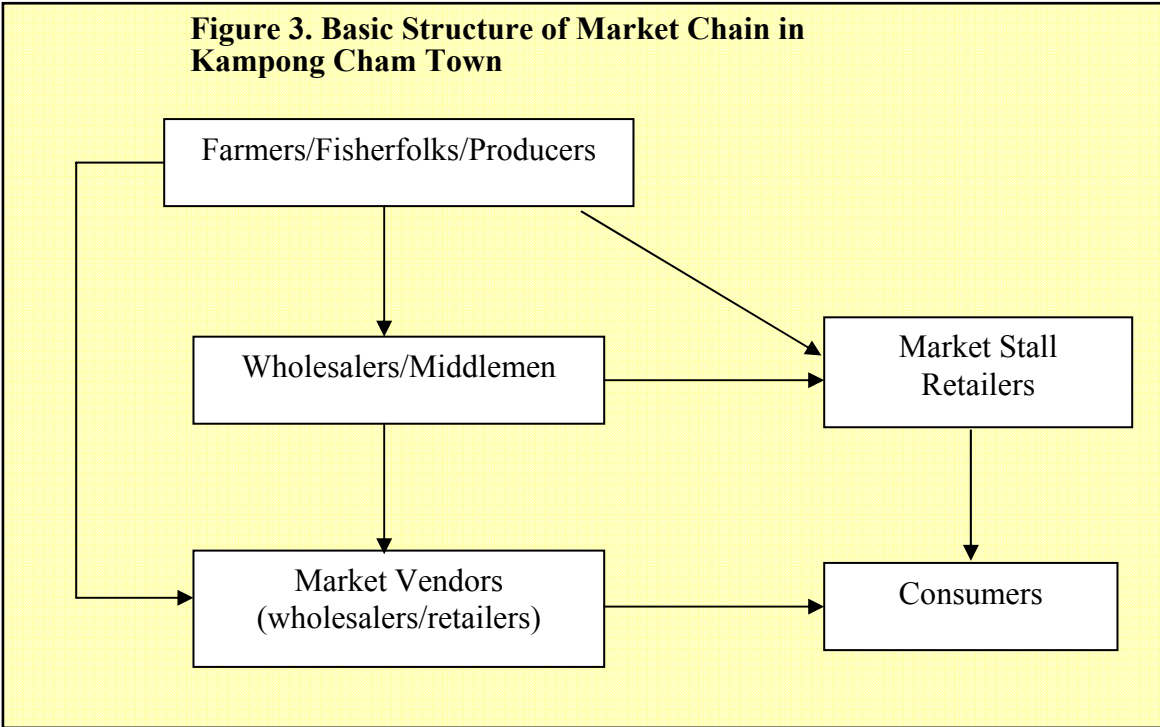 Figure 3. Basic Structure of Market Chain in
Kampong Cham Town
Farmers/Fisherfolks/Producers
Wholesalers/Middlemen
Market Stall
Retailers
Market Vendors
(wholesalers/retailers)
Consumers